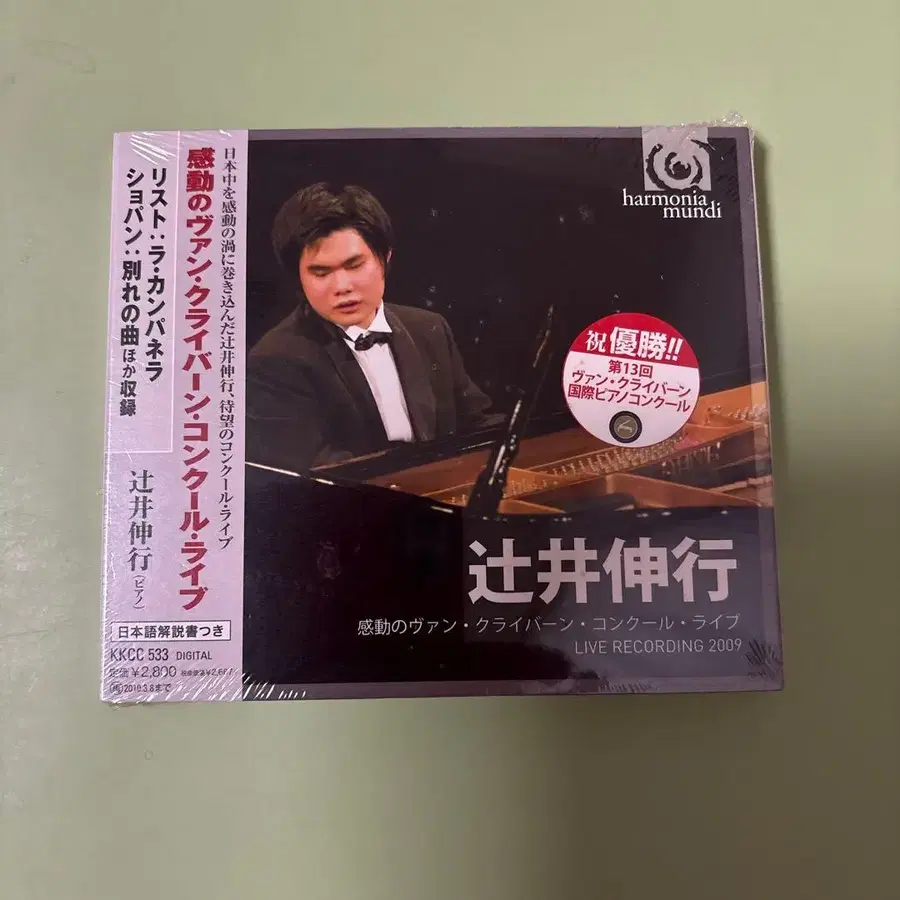 日本中を感動の渦に巻き込んだ辻井伸行、待望のコンクール・ライブ
感動のヴァン・クライバーン・コンクール・ライブ
リスト:ラ・カンパネラ
ショパン:別れの曲 ほか収録
辻井伸行(ピアノ)
日本語解説書つき
KKCC 533 DIGITAL
定価¥2,800
2010.3.8まで
harmonia
mundi
祝 優勝!!
第13回
ヴァン・クライバーン
国際ピアノコンクール
辻井伸行
感動のヴァン・クライバーン・コンクール・ライブ
LIVE RECORDING 2009